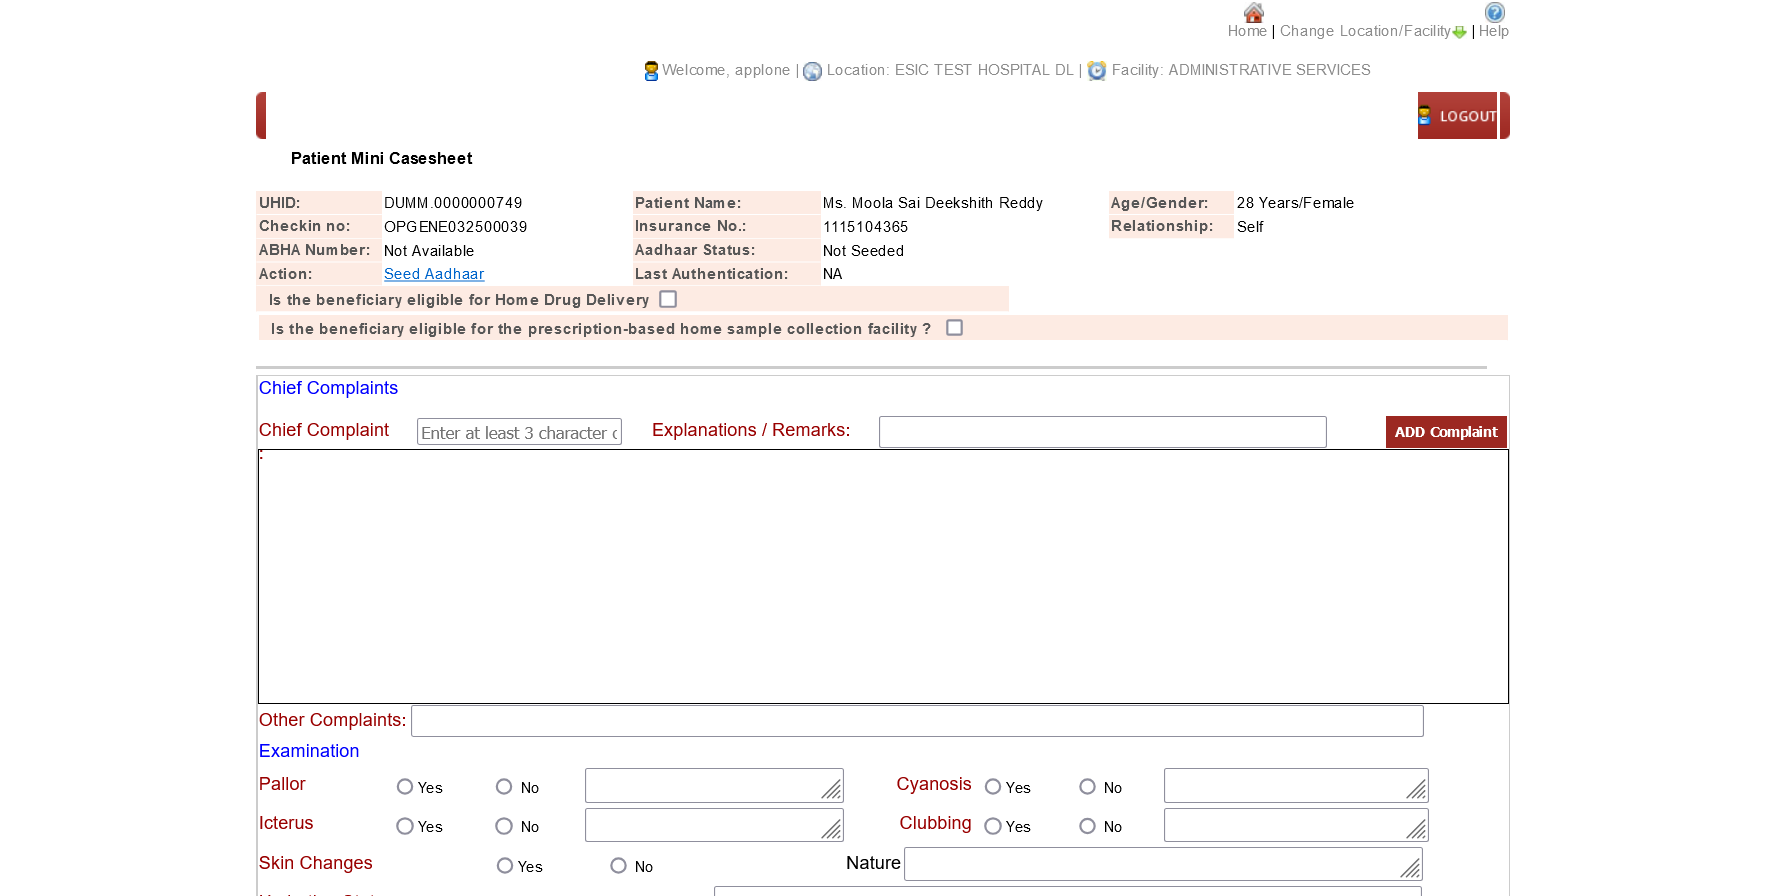 Home | Change Location/Facility | Help
Welcome, applone | Location: ESIC TEST HOSPITAL DL | Facility: ADMINISTRATIVE SERVICES
LOGOUT
Patient Mini Casesheet
UHID: DUMM.0000000749 Patient Name: Ms. Moola Sai Deekshith Reddy Age/Gender: 28 Years/Female
Checkin no: OPGENE032500039 Insurance No.: 1115104365 Relationship: Self
ABHA Number: Not Available Aadhaar Status: Not Seeded
Action: Seed Aadhaar Last Authentication: NA
Is the beneficiary eligible for Home Drug Delivery
Is the beneficiary eligible for the prescription-based home sample collection facility ?
Chief Complaints
Chief Complaint Enter at least 3 character Explanations / Remarks: ADD Complaint
:
Other Complaints:
Examination
Pallor Yes No Cyanosis Yes No
Icterus Yes No Clubbing Yes No
Skin Changes Yes No Nature